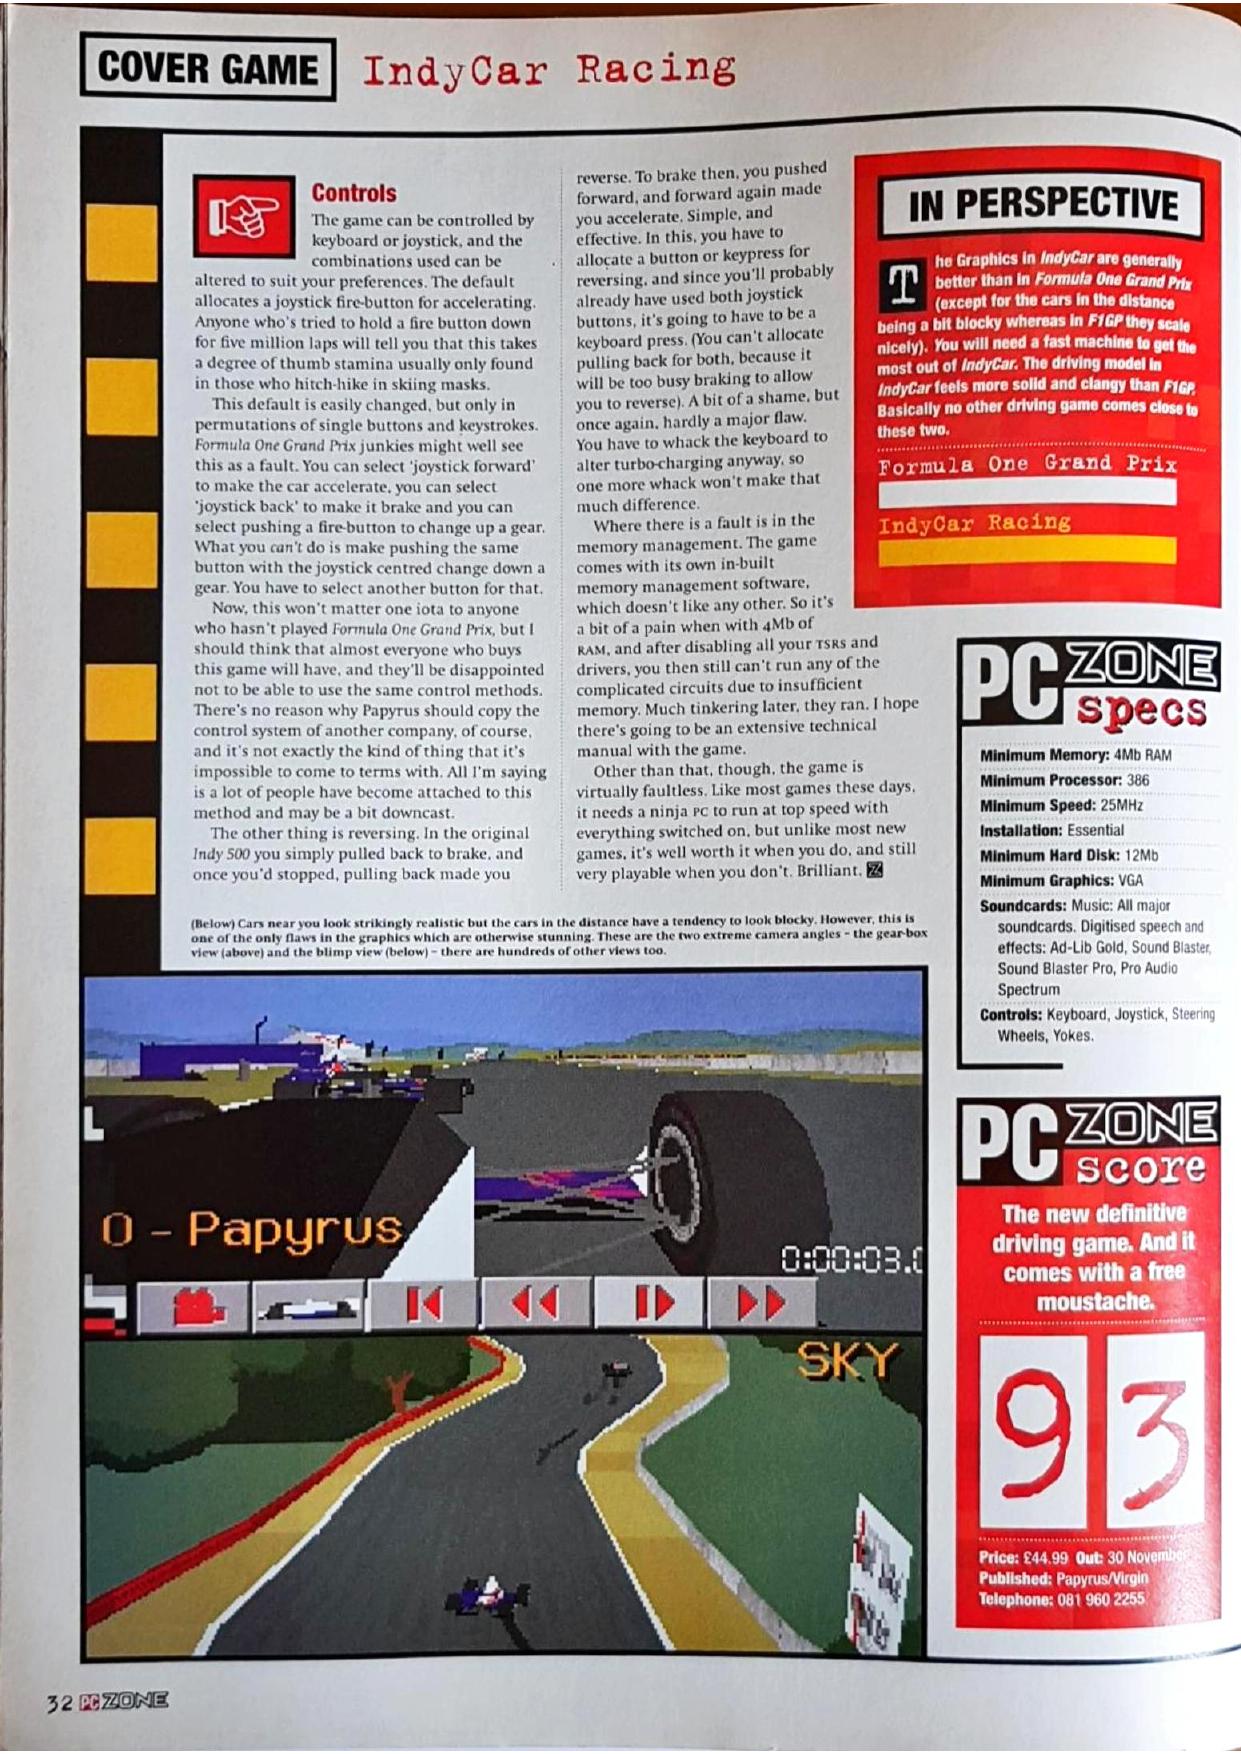 COVER GAME IndyCar Racing
Controls
The game can be controlled by
keyboard or joystick, and the
combinations used can be
altered to suit your preferences. The default
allocates a joystick fire-button for accelerating.
Anyone who's tried to hold a fire button down
for five million laps will tell you that this takes
a degree of thumb stamina usually only found
in those who hitch-hike in skiing masks.
This default is easily changed, but only in
permutations of single buttons and keystrokes.
Formula One Grand Prix junkies might well see
this as a fault. You can select 'joystick forward'
to make the car accelerate, you can select
'joystick back' to make it brake and you can
select pushing a fire-button to change up a gear.
What you can't do is make pushing the same
button with the joystick centred change down a
gear. You have to select another button for that.
Now, this won't matter one iota to anyone
who hasn't played Formula One Grand Prix, but I
should think that almost everyone who buys
this game will have, and they'll be disappointed
not to be able to use the same control methods.
There's no reason why Papyrus should copy the
control system of another company, of course,
and it's not exactly the kind of thing that it's
impossible to come to terms with. All I'm saying
is a lot of people have become attached to this
method and may be a bit downcast.
The other thing is reversing. In the original
Indy 500 you simply pulled back to brake, and
once you'd stopped, pulling back made you
reverse. To brake then, you pushed
forward, and forward again made
you accelerate. Simple, and
effective. In this, you have to
allocate a button or keypress for
reversing, and since you'll probably
already have used both joystick
buttons, it's going to have to be a
keyboard press. (You can't allocate
pulling back for both, because it
will be too busy braking to allow
you to reverse). A bit of a shame, but
once again, hardly a major flaw.
You have to whack the keyboard to
alter turbo-charging anyway, so
one more whack won't make that
much difference.
Where there is a fault is in the
memory management. The game
comes with its own in-built
memory management software,
which doesn't like any other. So it's
a bit of a pain when with 4Mb of
RAM, and after disabling all your TSRs and
drivers, you then still can't run any of the
complicated circuits due to insufficient
memory. Much tinkering later, they ran. I hope
there's going to be an extensive technical
manual with the game.
Other than that, though, the game is
virtually faultless. Like most games these days,
it needs a ninja PC to run at top speed with
everything switched on, but unlike most new
games, it's well worth it when you do, and still
very playable when you don't. Brilliant. Z
(Below) Cars near you look strikingly realistic but the cars in the distance have a tendency to look blocky. However, this is
one of the only flaws in the graphics which are otherwise stunning. These are the two extreme camera angles – the gear-box
view (above) and the blimp view (below) – there are hundreds of other views too.
L
0 - Papyrus
0:00:03.0
SKY
IN PERSPECTIVE
The Graphics in IndyCar are generally
better than in Formula One Grand Prix
(except for the cars in the distance
being a bit blocky whereas in F1GP they scale
nicely). You will need a fast machine to get the
most out of IndyCar. The driving model in
IndyCar feels more solid and clangy than F1GP.
Basically no other driving game comes close to
these two.
Formula One Grand Prix
IndyCar Racing
PC ZONE
specs
Minimum Memory: 4Mb RAM
Minimum Processor: 386
Minimum Speed: 25MHz
Installation: Essential
Minimum Hard Disk: 12Mb
Minimum Graphics: VGA
Soundcards: Music: All major
soundcards. Digitised speech and
effects: Ad-Lib Gold, Sound Blaster,
Sound Blaster Pro, Pro Audio
Spectrum
Controls: Keyboard, Joystick, Steering
Wheels, Yokes.
PC ZONE
score
The new definitive
driving game. And it
comes with a free
moustache.
93
Price: £44.99 Out: 30 November
Published: Papyrus/Virgin
Telephone: 081 960 2255
32 PC ZONE